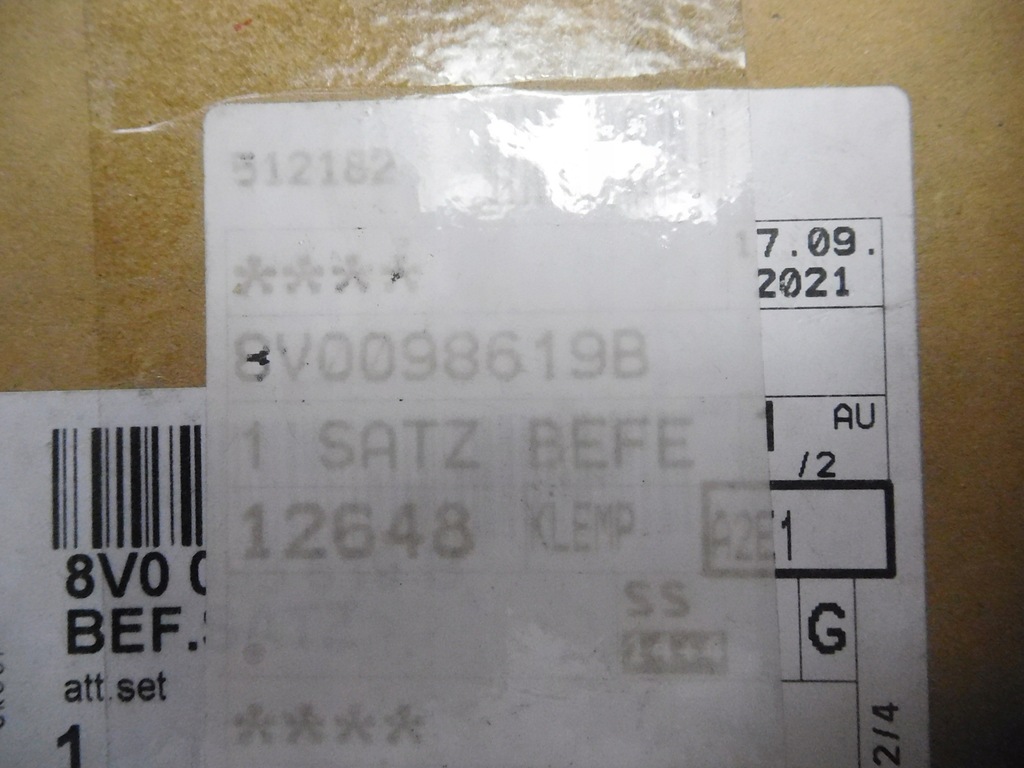 512182
17.09.
2021
****
8V0098619B
1 SATZ BEFE
AU
/2
12648 KLEMP A2E1
SS
G
****
2/4
8V0
BEF.
att.set
1